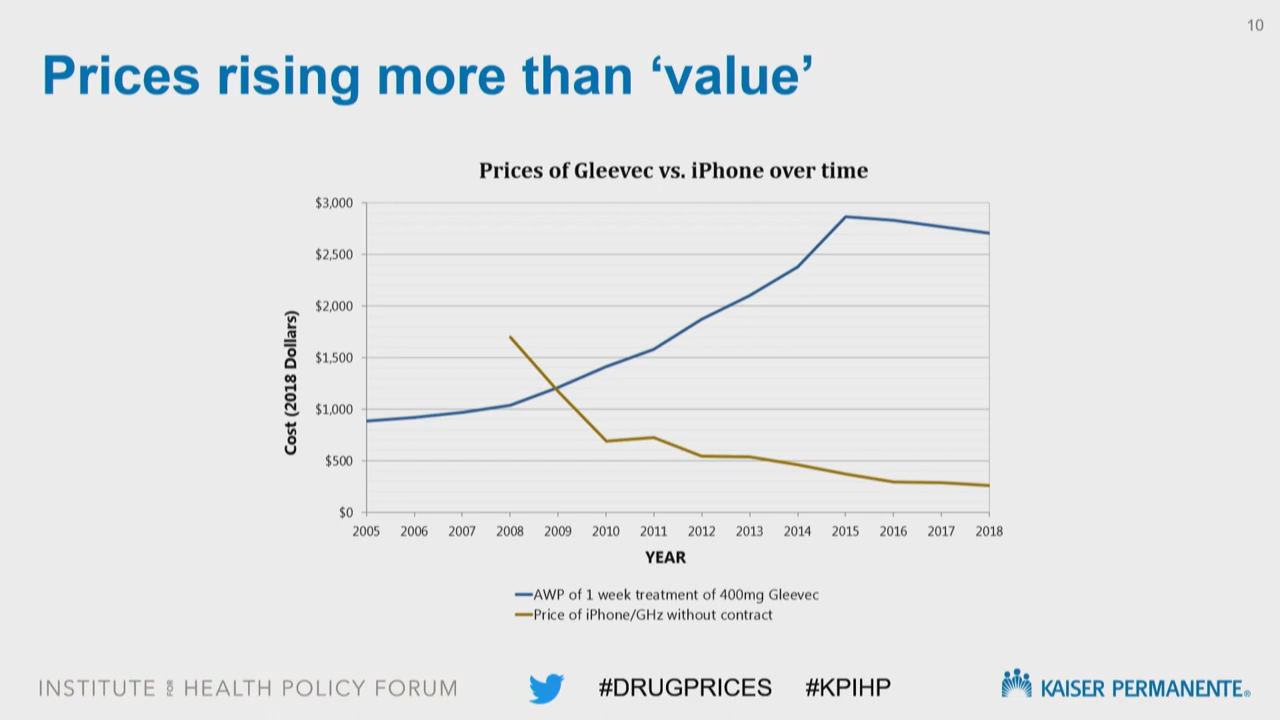 10
Prices rising more than ‘value’
Prices of Gleevec vs. iPhone over time
Cost (2018 Dollars)
$3,000
$2,500
$2,000
$1,500
$1,000
$500
$0
2005 2006 2007 2008 2009 2010 2011 2012 2013 2014 2015 2016 2017 2018
YEAR
AWP of 1 week treatment of 400mg Gleevec
Price of iPhone/GHz without contract
INSTITUTE FOR HEALTH POLICY FORUM
#DRUGPRICES #KPIHP
KAISER PERMANENTE®